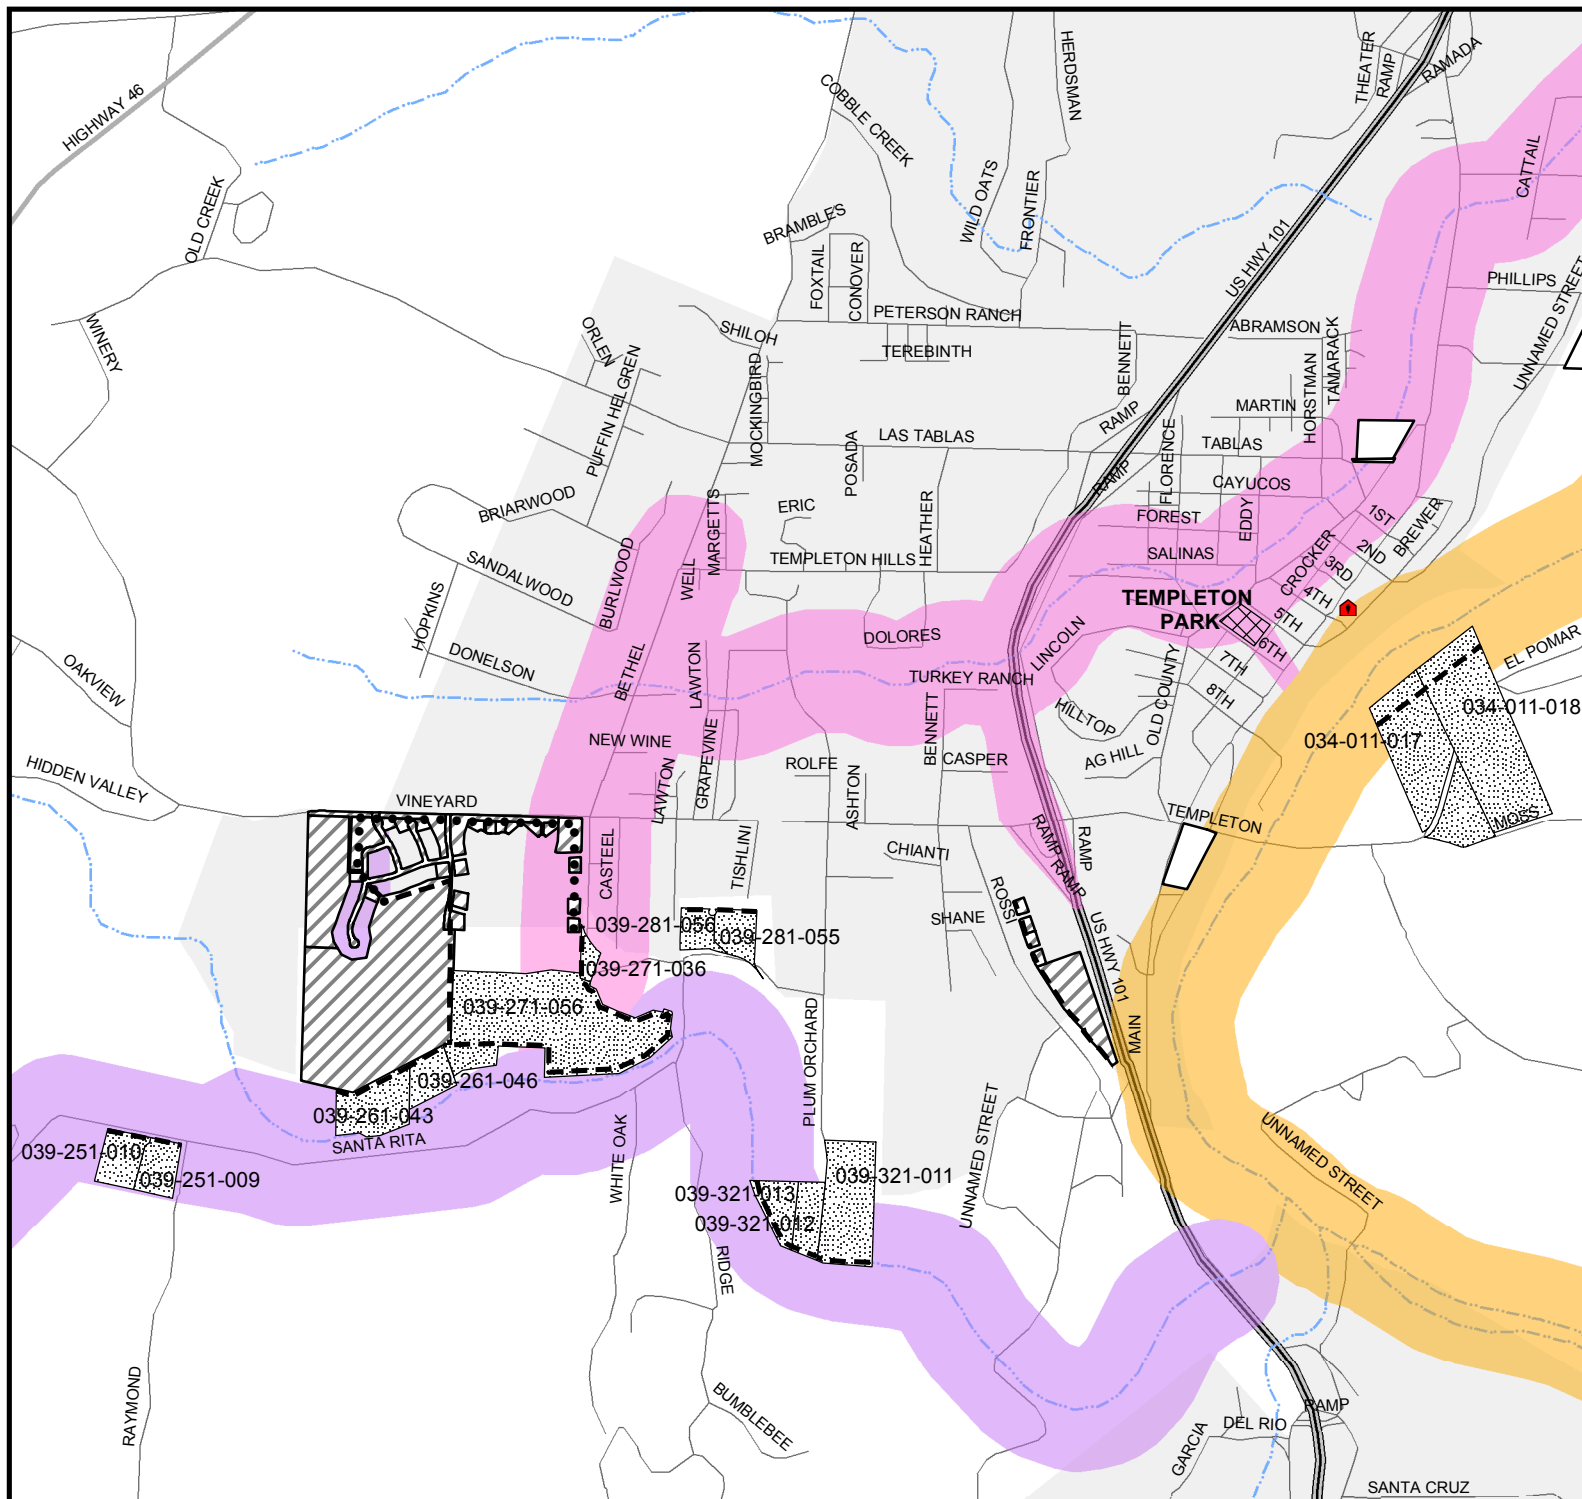 HIGHWAY 46
OLD CREEK
COBBLE CREEK
HERDSMAN
THEATER
RAMP
RAMADA
CATTAIL
WILD OATS
FRONTIER
BRAMBLES
FOXTAIL
CONOVER
US HWY 101
PHILLIPS
UNNAMED STREET
WINERY
ORLEN
SHILOH
PETERSON RANCH
TEREBINTH
BENNETT
ABRAMSON
TAMARACK
HORSTMAN
PUFFIN HELGREN
MOCKINGBIRD
MARTIN
RAMP
LAS TABLAS
TABLAS
POSADA
FLORENCE
RAMP
CAYUCOS
BRIARWOOD
MARGETTS
ERIC
HEATHER
FOREST
EDDY
1ST
BREWER
SANDALWOOD
BURLWOOD
WELL
TEMPLETON HILLS
SALINAS
CROCKER
2ND
3RD
4TH
HOPKINS
TEMPLETON
PARK
5TH
6TH
DONELSON
DOLORES
LINCOLN
7TH
8TH
EL POMAR
OAKVIEW
BETHEL
LAWTON
TURKEY RANCH
OLD COUNTY
034-011-018
HILLTOP
034-011-017
NEW WINE
GRAPEVINE
BENNETT
CASPER
AG HILL
ROLFE
HIDDEN VALLEY
LAWTON
ASHTON
VINEYARD
TEMPLETON
MOSS
RAMP
RAMP
RAMP
CASTEEL
TISHLINI
CHIANTI
ROSSI
SHANE
039-281-056
039-281-055
US HWY 101
039-271-036
039-271-056
PLUM ORCHARD
MAIN
039-261-046
039-261-043
SANTA RITA
WHITE OAK
UNNAMED STREET
UNNAMED STREET
039-251-010
039-251-009
039-321-011
039-321-013
039-321-012
RIDGE
RAYMOND
BUMBLEBEE
GARCIA
DEL RIO
RAMP
SANTA CRUZ